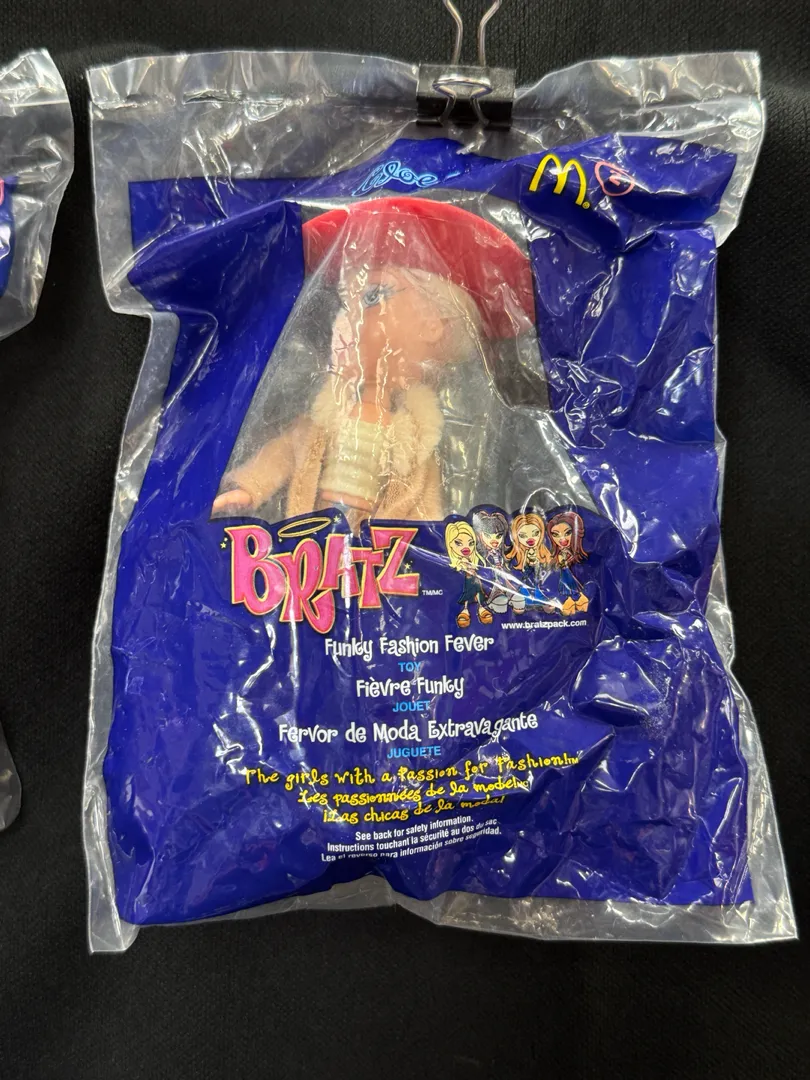 Cloe
M
BRATZ
TM/MC
www.bratzpack.com
Funky Fashion Fever
TOY
Fièvre Funky
JOUET
Fervor de Moda Extravagante
JUGUETE
The girls with a passion for fashion!™
Les passionnées de la mode!
¡Las chicas de la moda!
See back for safety information.
Instructions touchant la sécurité au dos du sac.
Lea el reverso para información sobre seguridad.